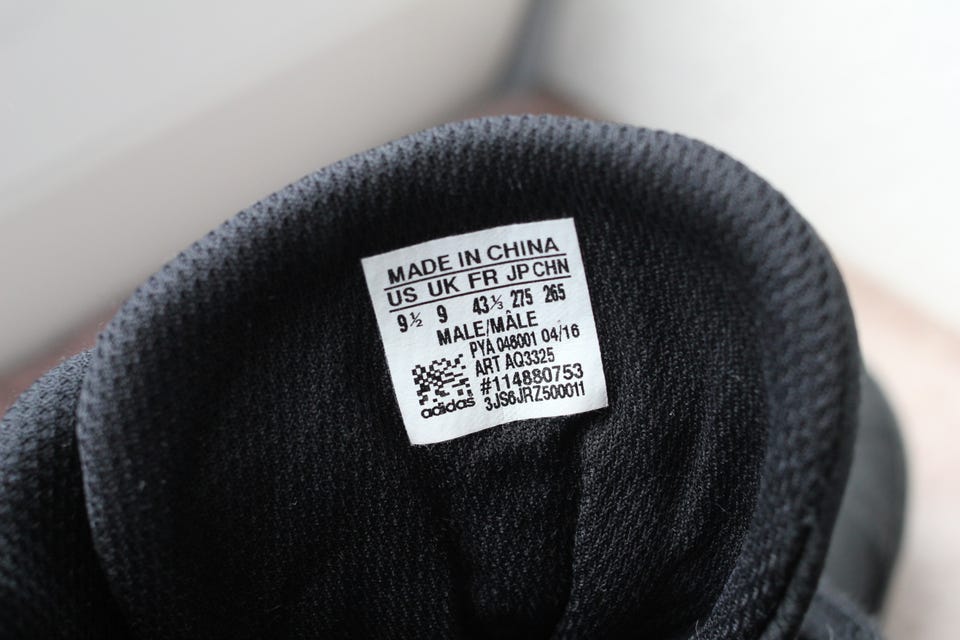 MADE IN CHINA
US UK FR JP CHN
9½ 9 43⅓ 275 265
MALE/MÂLE
PYA 046001 04/16
ART AQ3325
#114880753
adidas 3JS6JRZ500011